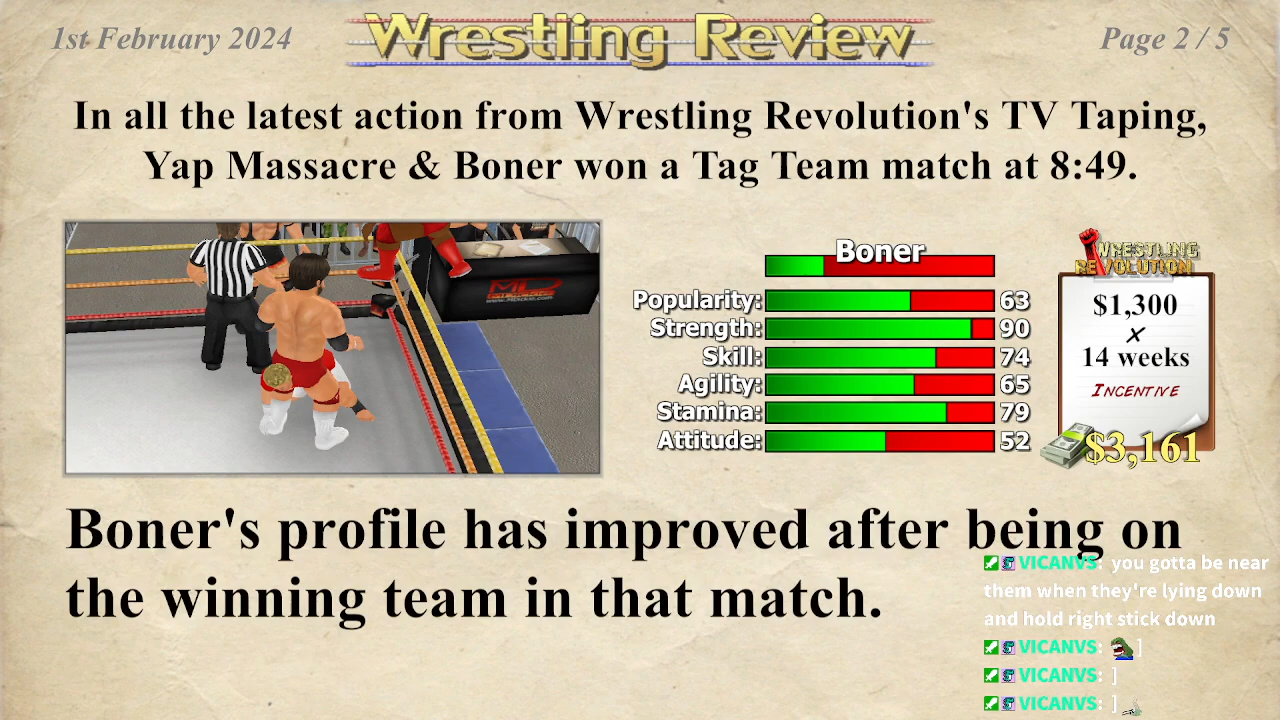 1st February 2024
Wrestling Review
Page 2 / 5
In all the latest action from Wrestling Revolution's TV Taping,
Yap Massacre & Boner won a Tag Team match at 8:49.
Boner
Popularity: 63
Strength: 90
Skill: 74
Agility: 65
Stamina: 79
Attitude: 52
WRESTLING
REVOLUTION
$1,300
x
14 weeks
INCENTIVE
$3,161
Boner's profile has improved after being on
the winning team in that match.
VICANVS: you gotta be near
them when they're lying down
and hold right stick down
VICANVS: ]
VICANVS: ]
VICANVS: ]